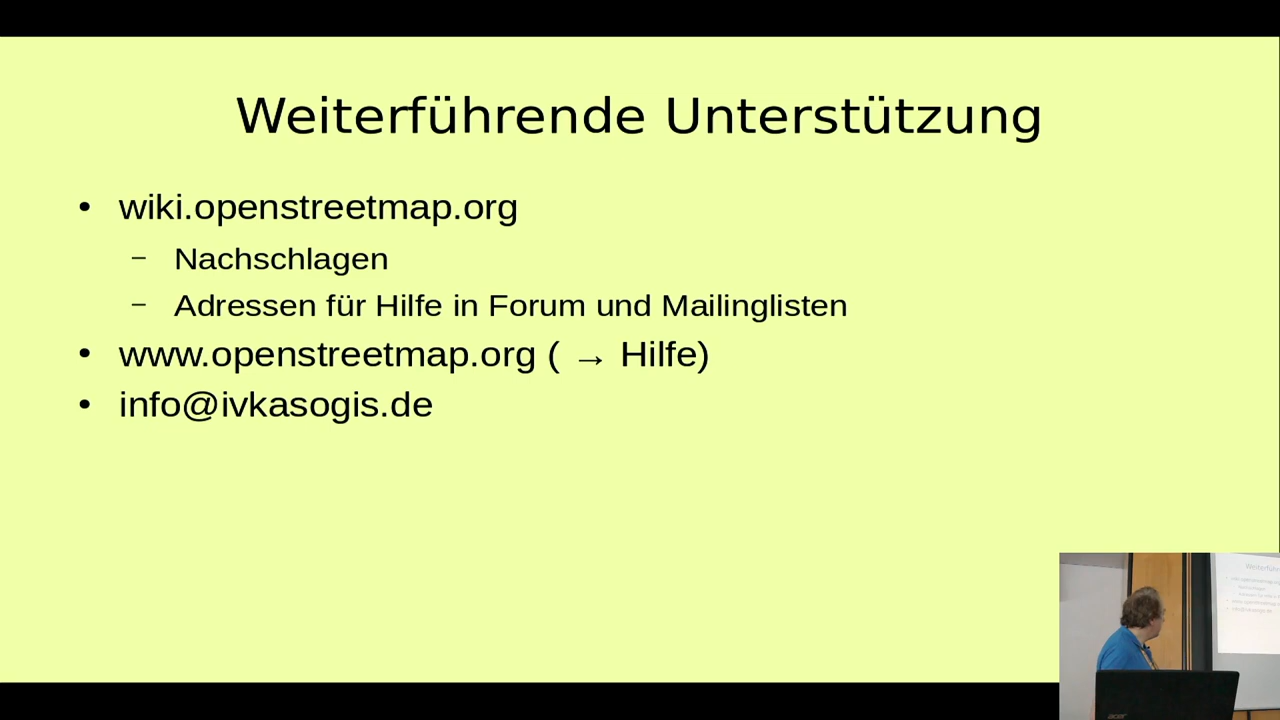 Weiterführende Unterstützung
• wiki.openstreetmap.org
– Nachschlagen
– Adressen für Hilfe in Forum und Mailinglisten
• www.openstreetmap.org ( → Hilfe)
• info@ivkasogis.de
acer